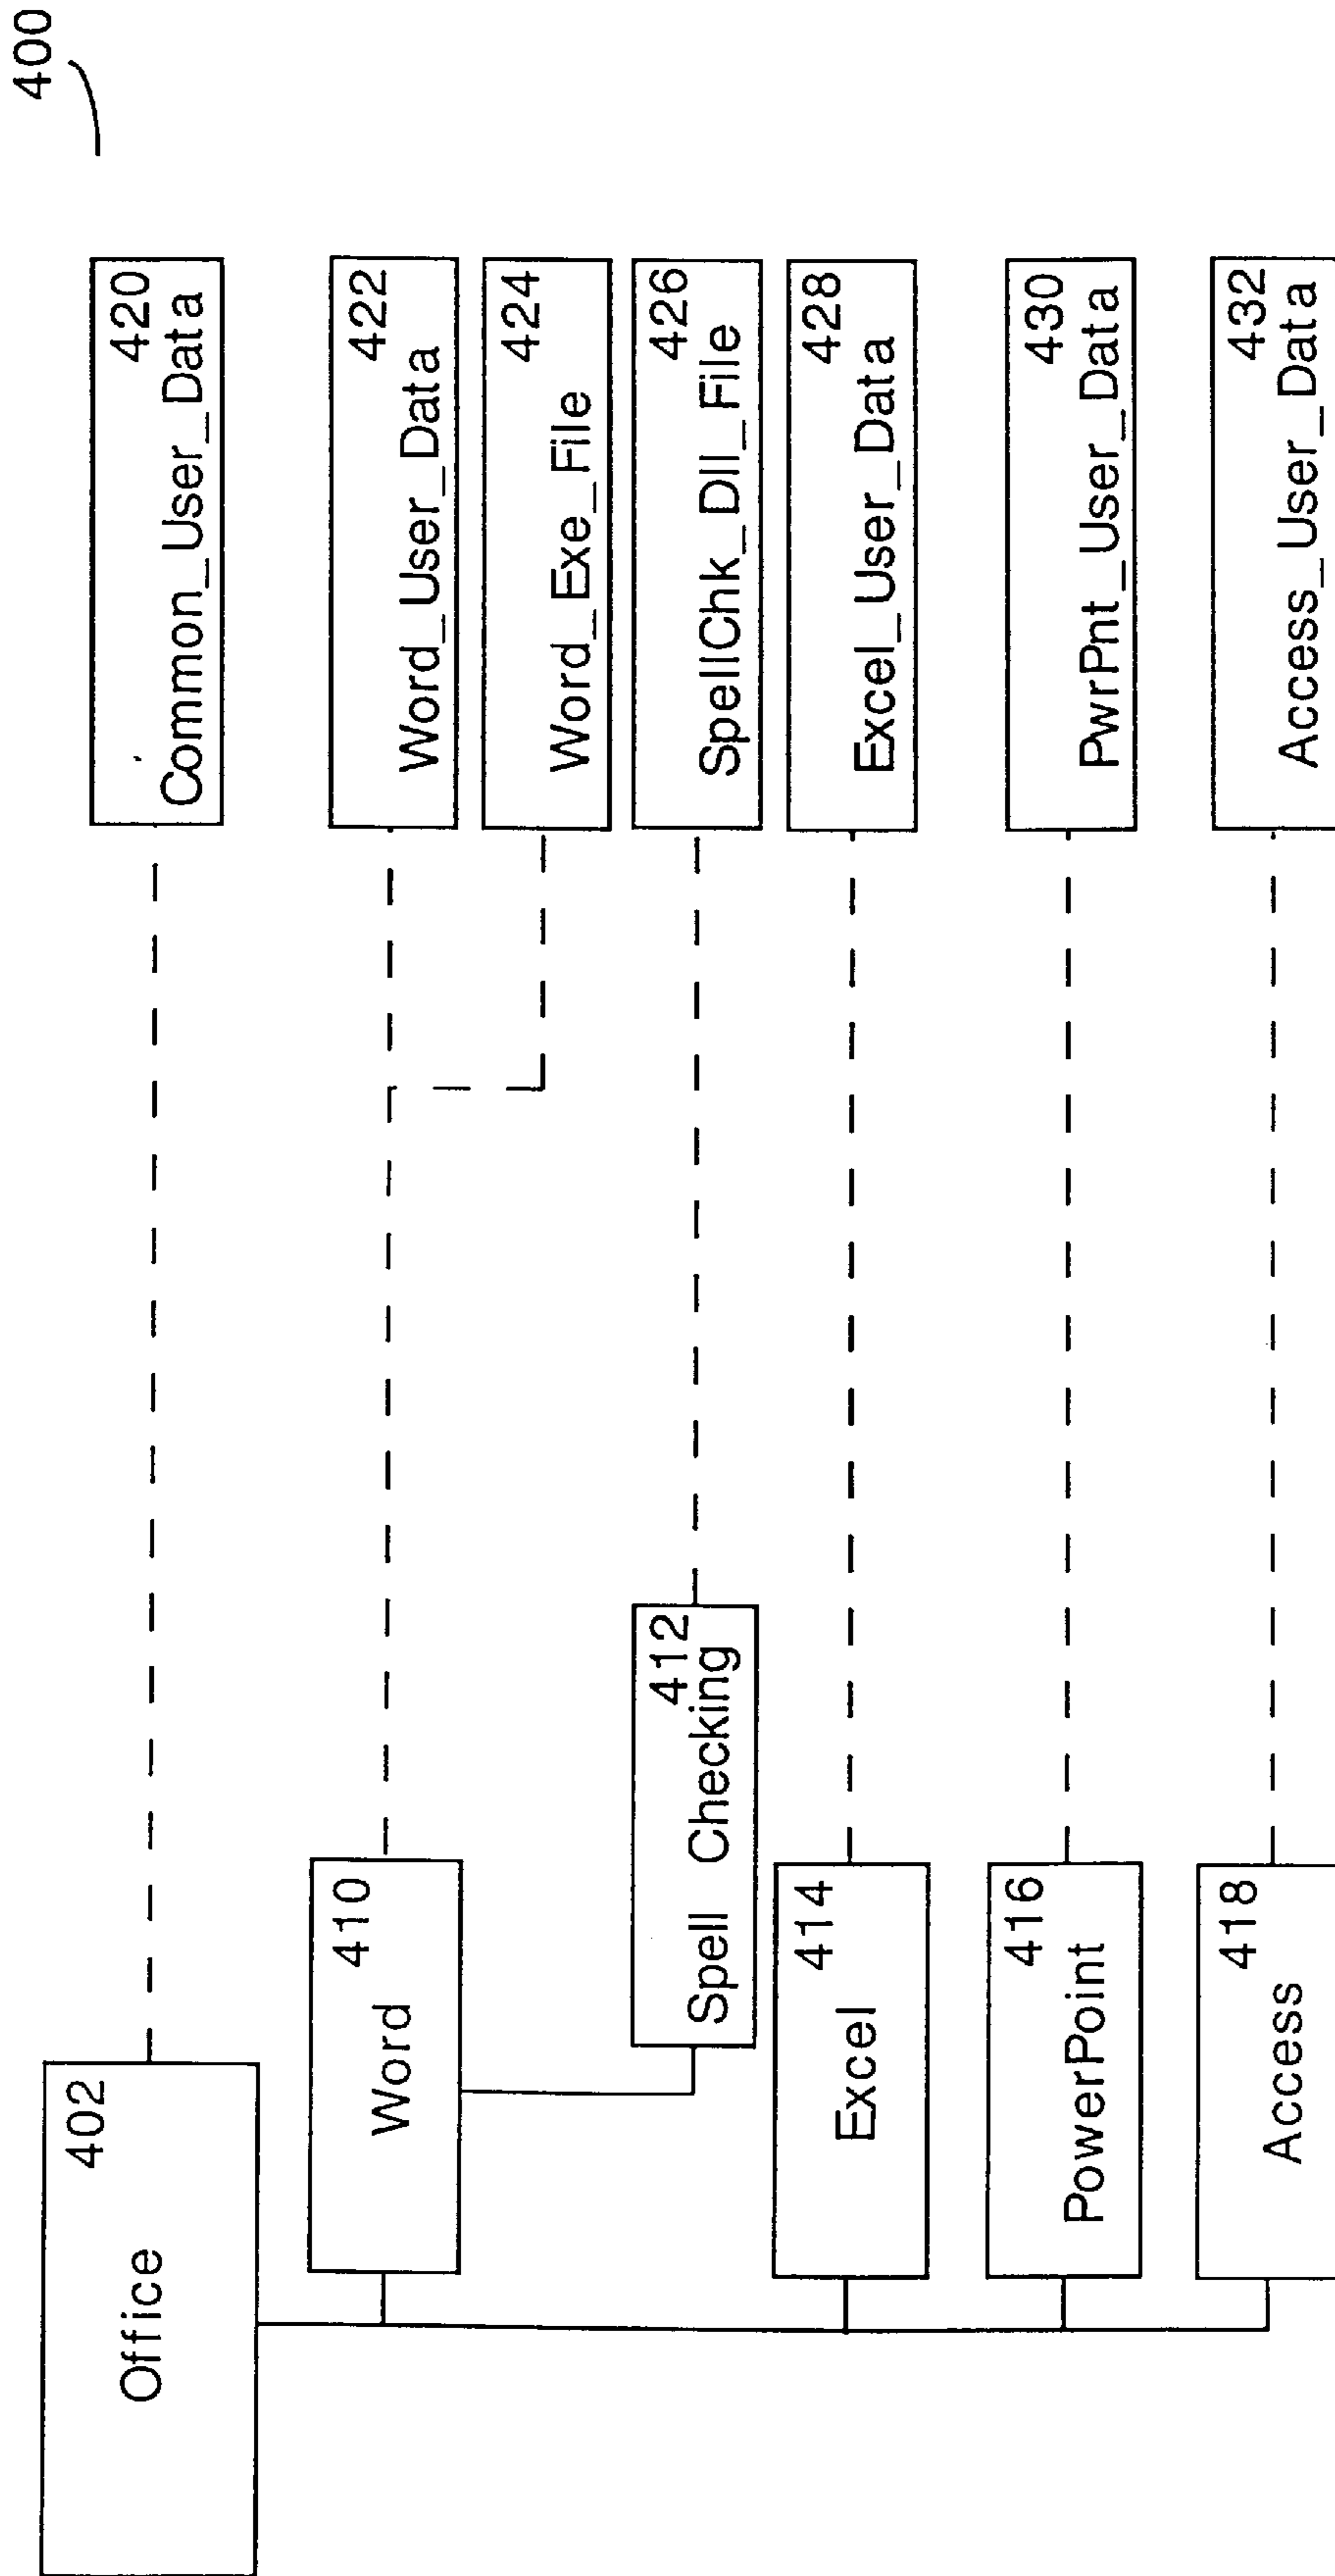 400
402
Office
420
Common_User_Data
410
Word
422
Word_User_Data
424
Word_Exe_File
412
Spell Checking
426
SpellChk_Dll_File
414
Excel
428
Excel_User_Data
416
PowerPoint
430
PwrPnt_User_Data
418
Access
432
Access_User_Data